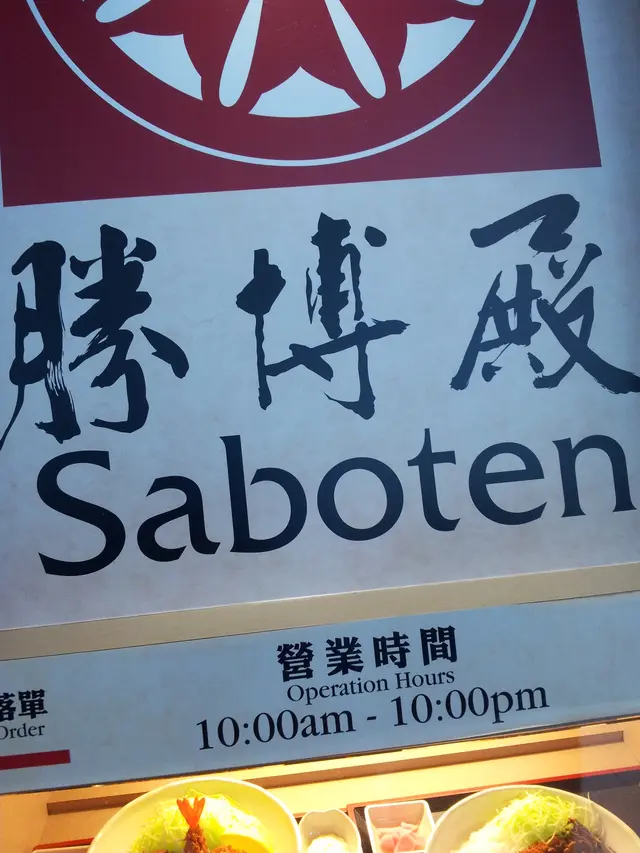 勝博殿
Saboten
營業時間
Operation Hours
10:00am - 10:00pm
落單
Order